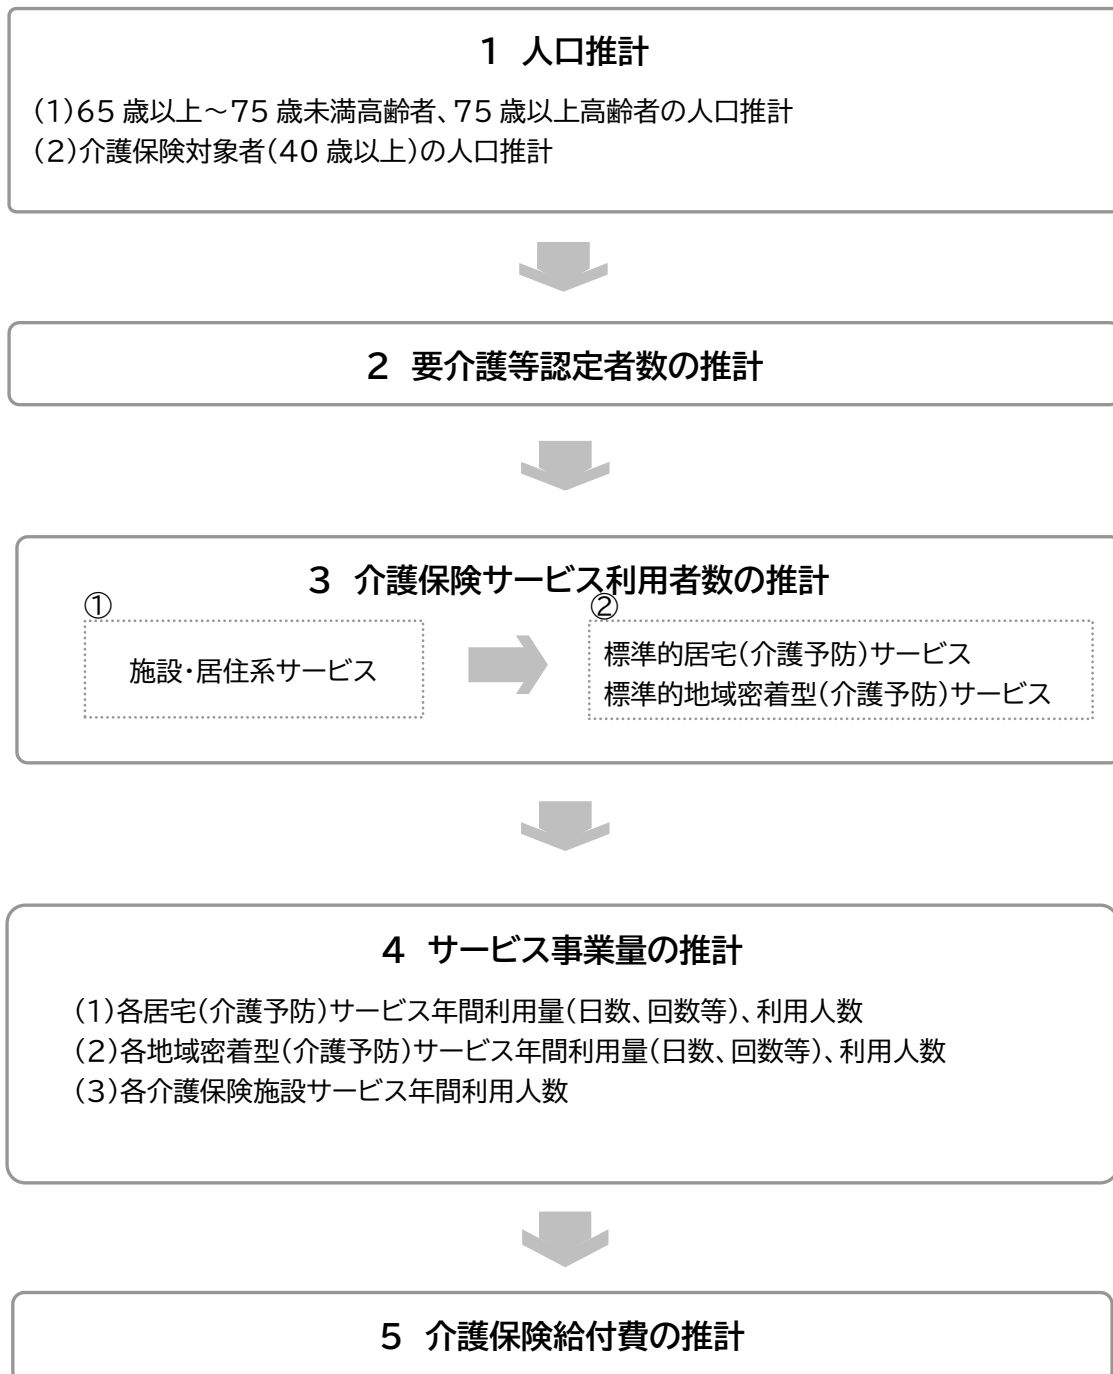 1 人口推計
(1)65 歳以上~75 歳未満高齢者、75 歳以上高齢者の人口推計
(2)介護保険対象者(40 歳以上)の人口推計
2 要介護等認定者数の推計
3 介護保険サービス利用者数の推計
①
施設・居住系サービス
②
標準的居宅(介護予防)サービス
標準的地域密着型(介護予防)サービス
4 サービス事業量の推計
(1)各居宅(介護予防)サービス年間利用量(日数、回数等)、利用人数
(2)各地域密着型(介護予防)サービス年間利用量(日数、回数等)、利用人数
(3)各介護保険施設サービス年間利用人数
5 介護保険給付費の推計